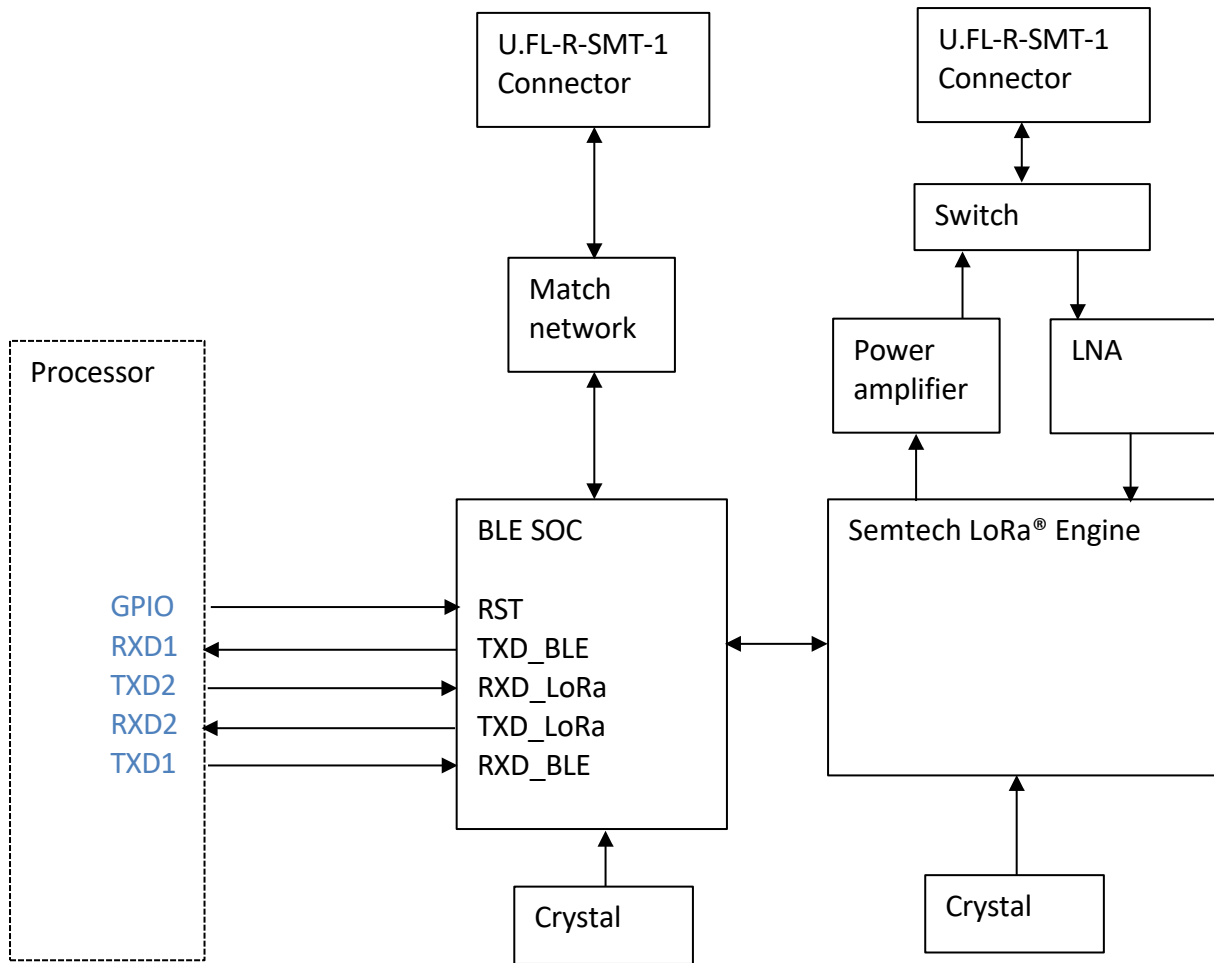 U.FL-R-SMT-1
Connector
U.FL-R-SMT-1
Connector
Switch
Match
network
Power
amplifier
LNA
Processor
BLE SOC
Semtech LoRa® Engine
GPIO
RST
RXD1
TXD_BLE
TXD2
RXD_LoRa
RXD2
TXD_LoRa
TXD1
RXD_BLE
Crystal
Crystal